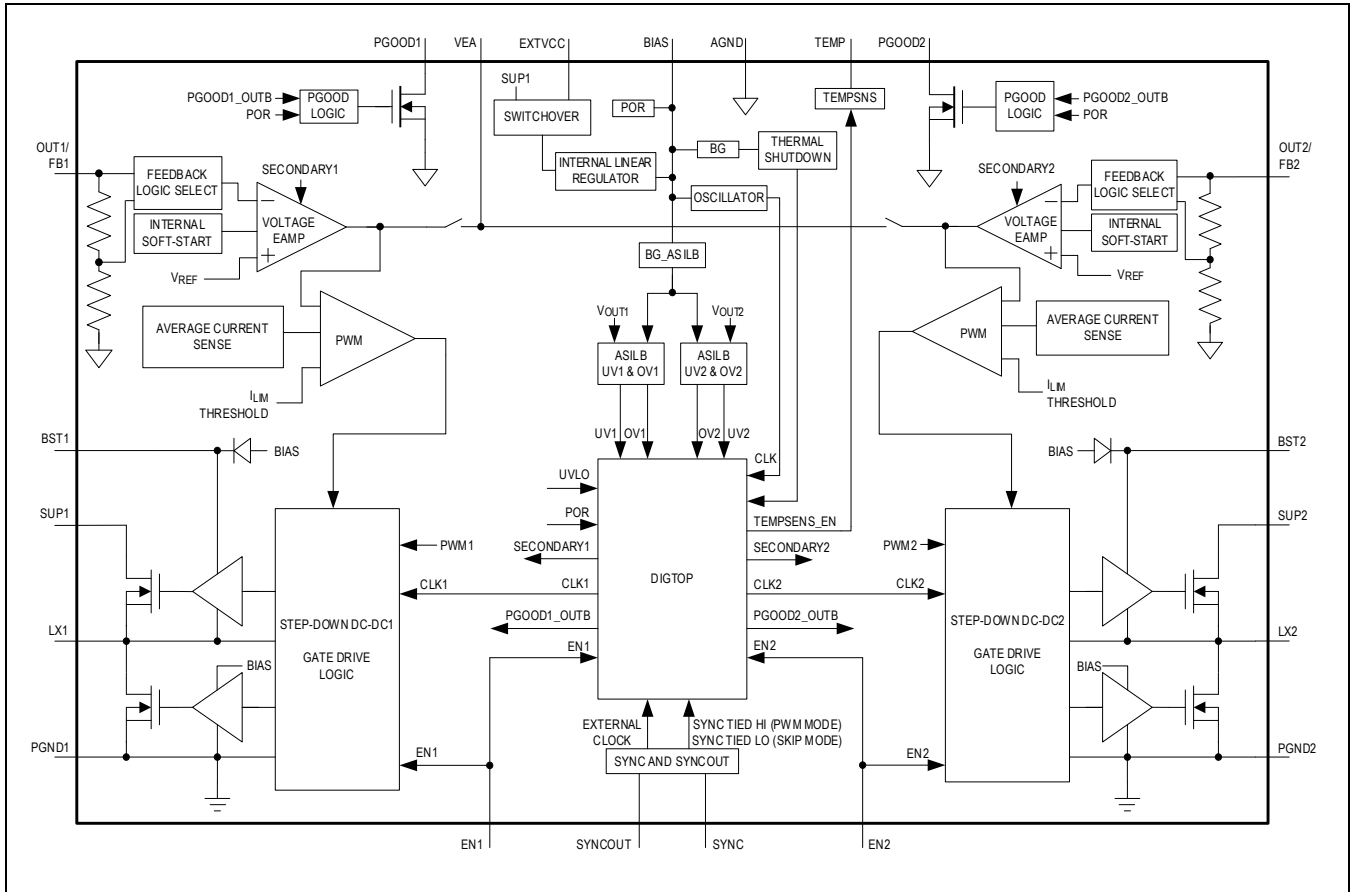 PGOOD1
VEA
EXTVCC
BIAS
AGND
TEMP
PGOOD2
SUP1
PGOOD1_OUTB
POR
PGOOD
LOGIC
SWITCHOVER
POR
TEMPSNS
PGOOD
LOGIC
PGOOD2_OUTB
POR
OUT1/
FB1
FEEDBACK
LOGIC SELECT
SECONDARY1
INTERNAL LINEAR
REGULATOR
BG
THERMAL
SHUTDOWN
SECONDARY2
FEEDBACK
LOGIC SELECT
OUT2/
FB2
INTERNAL
SOFT-START
VOLTAGE
EAMP
OSCILLATOR
VOLTAGE
EAMP
INTERNAL
SOFT-START
VREF
BG_ASILB
VREF
AVERAGE CURRENT
SENSE
PWM
VOUT1
VOUT2
PWM
AVERAGE CURRENT
SENSE
ASILB
UV1 & OV1
ASILB
UV2 & OV2
ILIM
THRESHOLD
ILIM
THRESHOLD
UV1
OV1
OV2
UV2
BST1
BIAS
CLK
BIAS
BST2
UVLO
SUP1
POR
TEMPSENS_EN
SUP2
PWM1
SECONDARY1
SECONDARY2
PWM2
DIGTOP
CLK1
CLK1
CLK2
CLK2
STEP-DOWN DC-DC1
GATE DRIVE
LOGIC
PGOOD1_OUTB
PGOOD2_OUTB
STEP-DOWN DC-DC2
GATE DRIVE
LOGIC
LX1
EN1
EN2
LX2
BIAS
BIAS
EXTERNAL
CLOCK
SYNC TIED HI (PWM MODE)
SYNC TIED LO (SKIP MODE)
PGND1
EN1
SYNC AND SYNCOUT
EN2
PGND2
EN1
SYNCOUT
SYNC
EN2